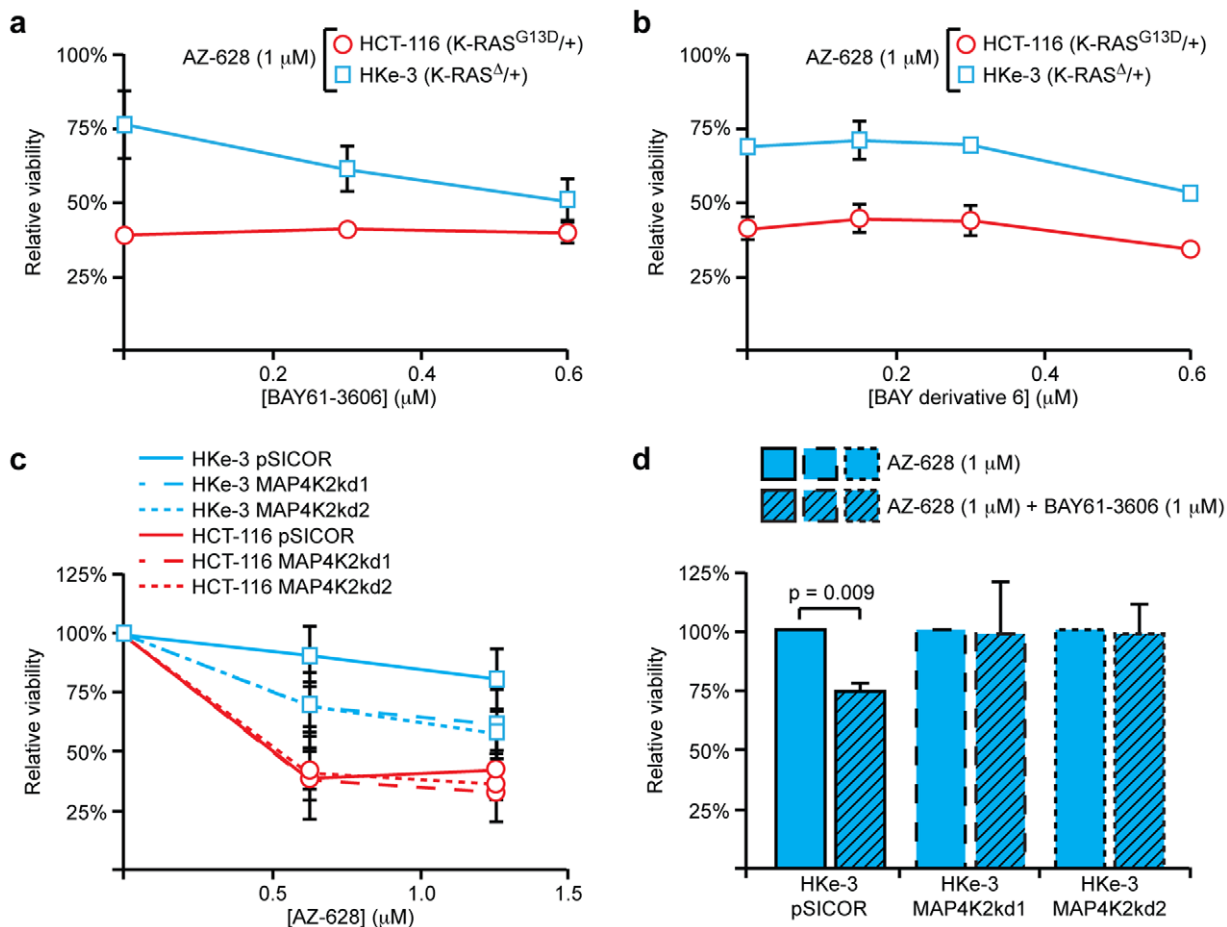 a
AZ-628 (1 μM)
HCT-116 (K-RASG13D/+)
HKe-3 (K-RASΔ/+)
100%
75%
50%
25%
Relative viability
0.2
0.4
0.6
[BAY61-3606] (μM)
b
AZ-628 (1 μM)
HCT-116 (K-RASG13D/+)
HKe-3 (K-RASΔ/+)
100%
75%
50%
25%
Relative viability
0.2
0.4
0.6
[BAY derivative 6] (μM)
c
HKe-3 pSICOR
HKe-3 MAP4K2kd1
HKe-3 MAP4K2kd2
HCT-116 pSICOR
HCT-116 MAP4K2kd1
HCT-116 MAP4K2kd2
125%
100%
75%
50%
25%
Relative viability
0.5
1.0
1.5
[AZ-628] (μM)
d
AZ-628 (1 μM)
AZ-628 (1 μM) + BAY61-3606 (1 μM)
125%
100%
75%
50%
25%
Relative viability
p = 0.009
HKe-3
pSICOR
HKe-3
MAP4K2kd1
HKe-3
MAP4K2kd2